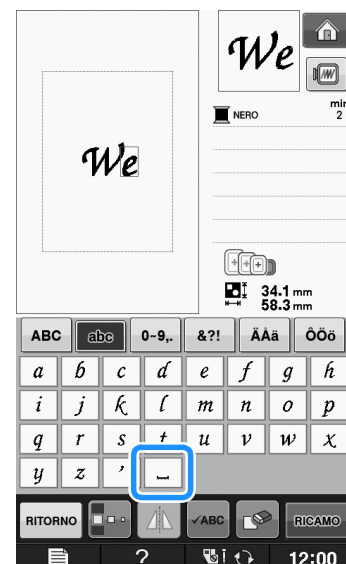 We
We
NERO
min
2
34.1 mm
58.3 mm
ABC abc 0~9,. &?! ÄÅä ÔÖö
a b c d e f g h
i j k l m n o p
q r s t u v w x
y z ’ ⎵
RITORNO ✓ABC RICAMO
? 12:00